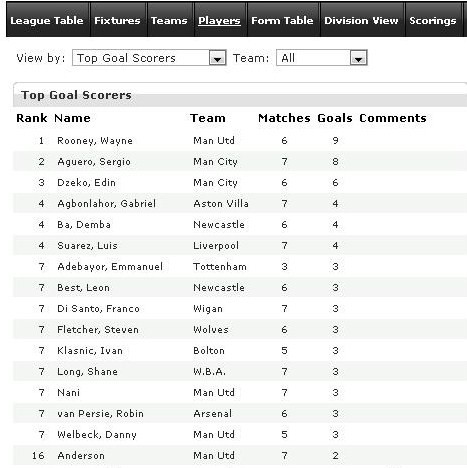 League Table Fixtures Teams Players Form Table Division View Scorings
View by: Top Goal Scorers Team: All
Top Goal Scorers
Rank Name Team Matches Goals Comments
1 Rooney, Wayne Man Utd 6 9
2 Aguero, Sergio Man City 7 8
3 Dzeko, Edin Man City 6 6
4 Agbonlahor, Gabriel Aston Villa 7 4
4 Ba, Demba Newcastle 6 4
4 Suarez, Luis Liverpool 7 4
7 Adebayor, Emmanuel Tottenham 3 3
7 Best, Leon Newcastle 6 3
7 Di Santo, Franco Wigan 7 3
7 Fletcher, Steven Wolves 6 3
7 Klasnic, Ivan Bolton 5 3
7 Long, Shane W.B.A. 7 3
7 Nani Man Utd 7 3
7 van Persie, Robin Arsenal 6 3
7 Welbeck, Danny Man Utd 5 3
16 Anderson Man Utd 7 2